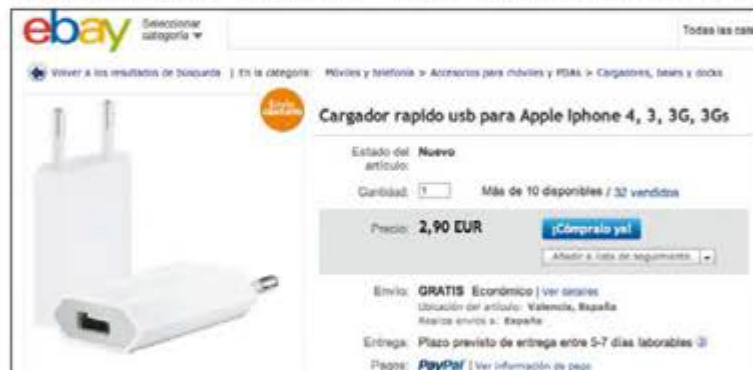 ebay
Seleccionar
categoría
Todas las cate
Volver a los resultados de búsqueda | En la categoría: Móviles y telefonía > Accesorios para móviles y PDAs > Cargadores, bases y docks
Envío
GRATUITO
Cargador rapido usb para Apple Iphone 4, 3, 3G, 3Gs
Estado del Nuevo
artículo:
Cantidad: 1 Más de 10 disponibles / 32 vendidos
Precio: 2,90 EUR ¡Cómpralo ya!
Añadir a lista de seguimiento
Envío: GRATIS Económico | Ver detalles
Ubicación del artículo: Valencia, España
Realiza envíos a: España
Entrega: Plazo previsto de entrega entre 5-7 días laborables
Pagos: PayPal | Ver información de pago